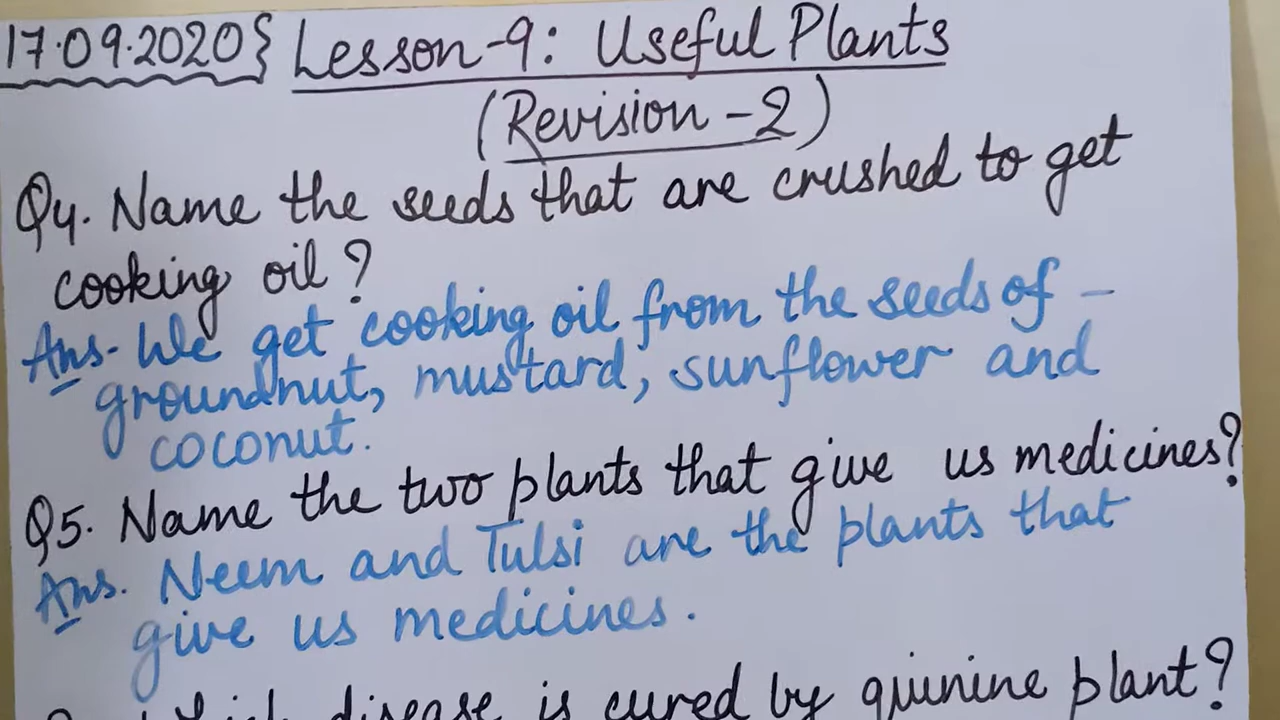 17.09.2020} Lesson-9: Useful Plants
(Revision-2)
Q4. Name the seeds that are crushed to get
cooking oil?
Ans- We get cooking oil from the seeds of -
groundnut, mustard, sunflower and
coconut.
Q5. Name the two plants that give us medicines?
Ans. Neem and Tulsi are the plants that
give us medicines.
Which disease is cured by quinine plant?